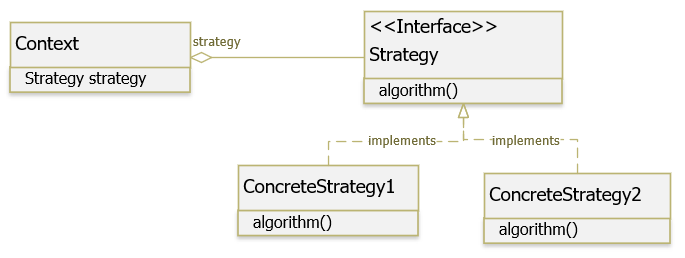 Context
Strategy strategy
strategy
<<Interface>>
Strategy
algorithm()
implements
implements
ConcreteStrategy1
algorithm()
ConcreteStrategy2
algorithm()